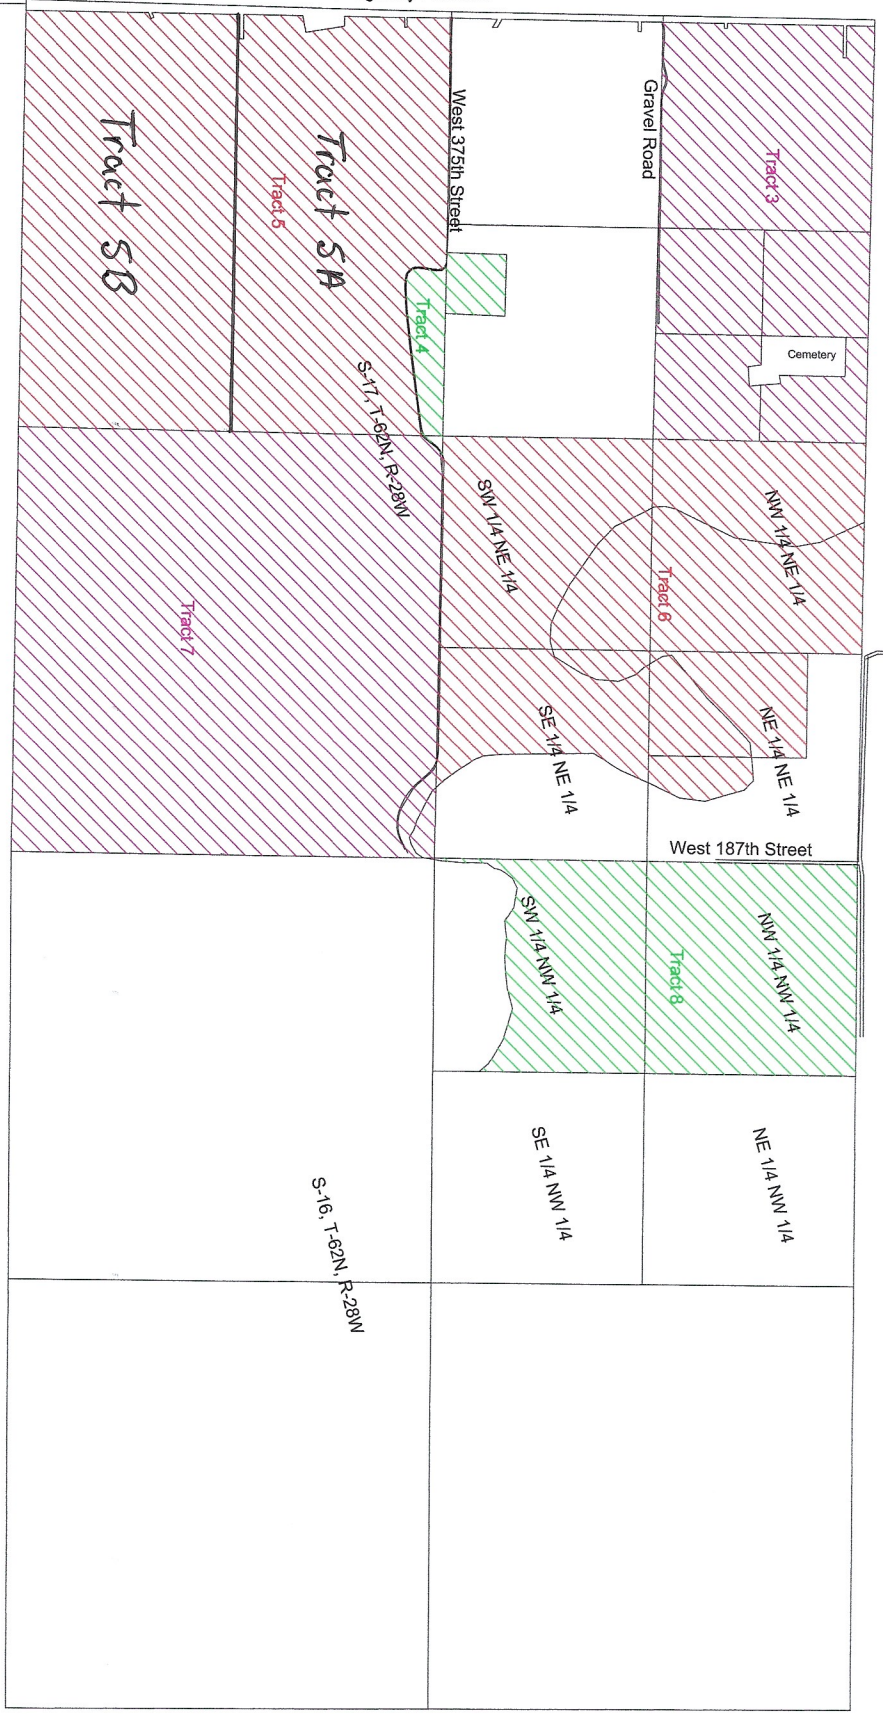 West 375th Street
Gravel Road
Tract 3
Cemetery
Tract 5A
Tract 5B
Tract 5
Tract 4
S-17, T-62N, R-28W
NW 1/4 NE 1/4
SW 1/4 NE 1/4
Tract 6
NE 1/4 NE 1/4
SE 1/4 NE 1/4
Tract 7
West 187th Street
NW 1/4 NW 1/4
SW 1/4 NW 1/4
Tract 8
NE 1/4 NW 1/4
SE 1/4 NW 1/4
S-16, T-62N, R-28W